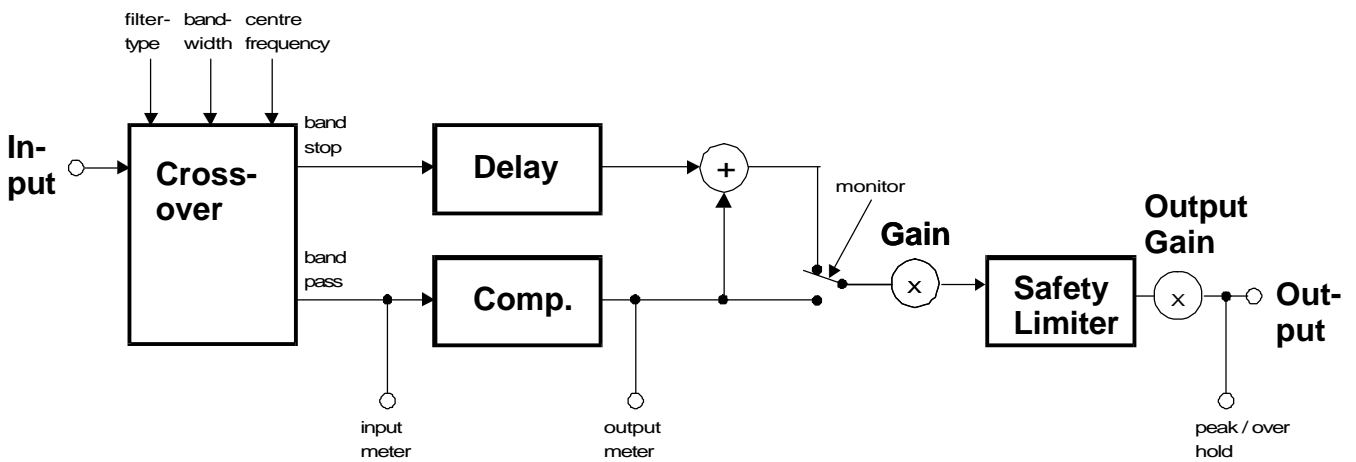 filter-
type
band-
width
centre
frequency
In-
put
Cross-
over
band
stop
Delay
+
band
pass
Comp.
monitor
Gain
x
Safety
Limiter
Output
Gain
x
Out-
put
input
meter
output
meter
peak / over
hold